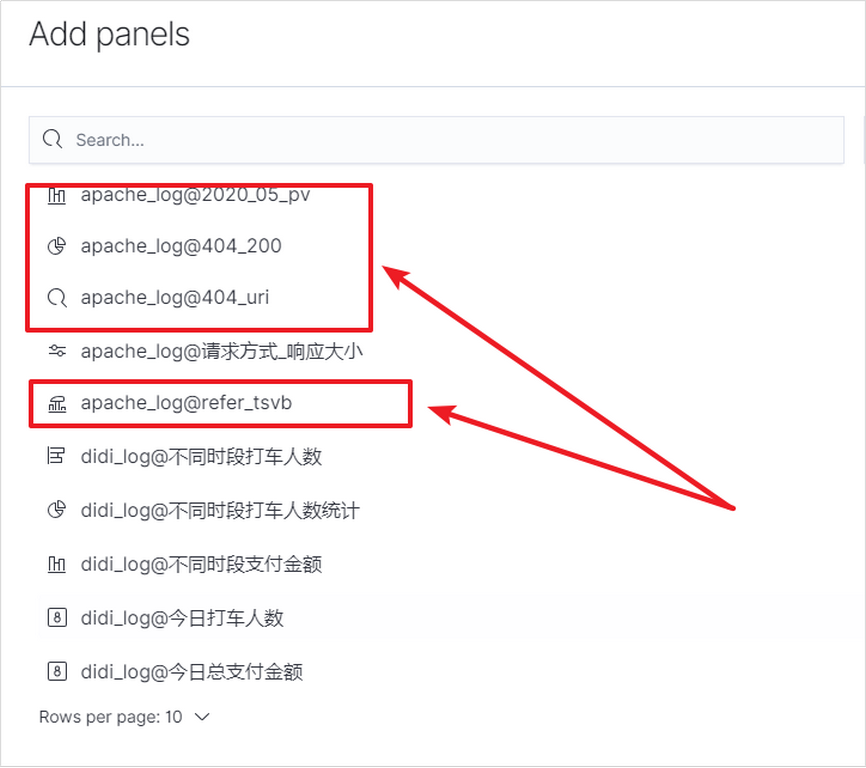 Add panels
Search...
apache_log@2020_05_pv
apache_log@404_200
apache_log@404_uri
apache_log@请求方式_响应大小
apache_log@refer_tsvb
didi_log@不同时段打车人数
didi_log@不同时段打车人数统计
didi_log@不同时段支付金额
8 didi_log@今日打车人数
8 didi_log@今日总支付金额
Rows per page: 10